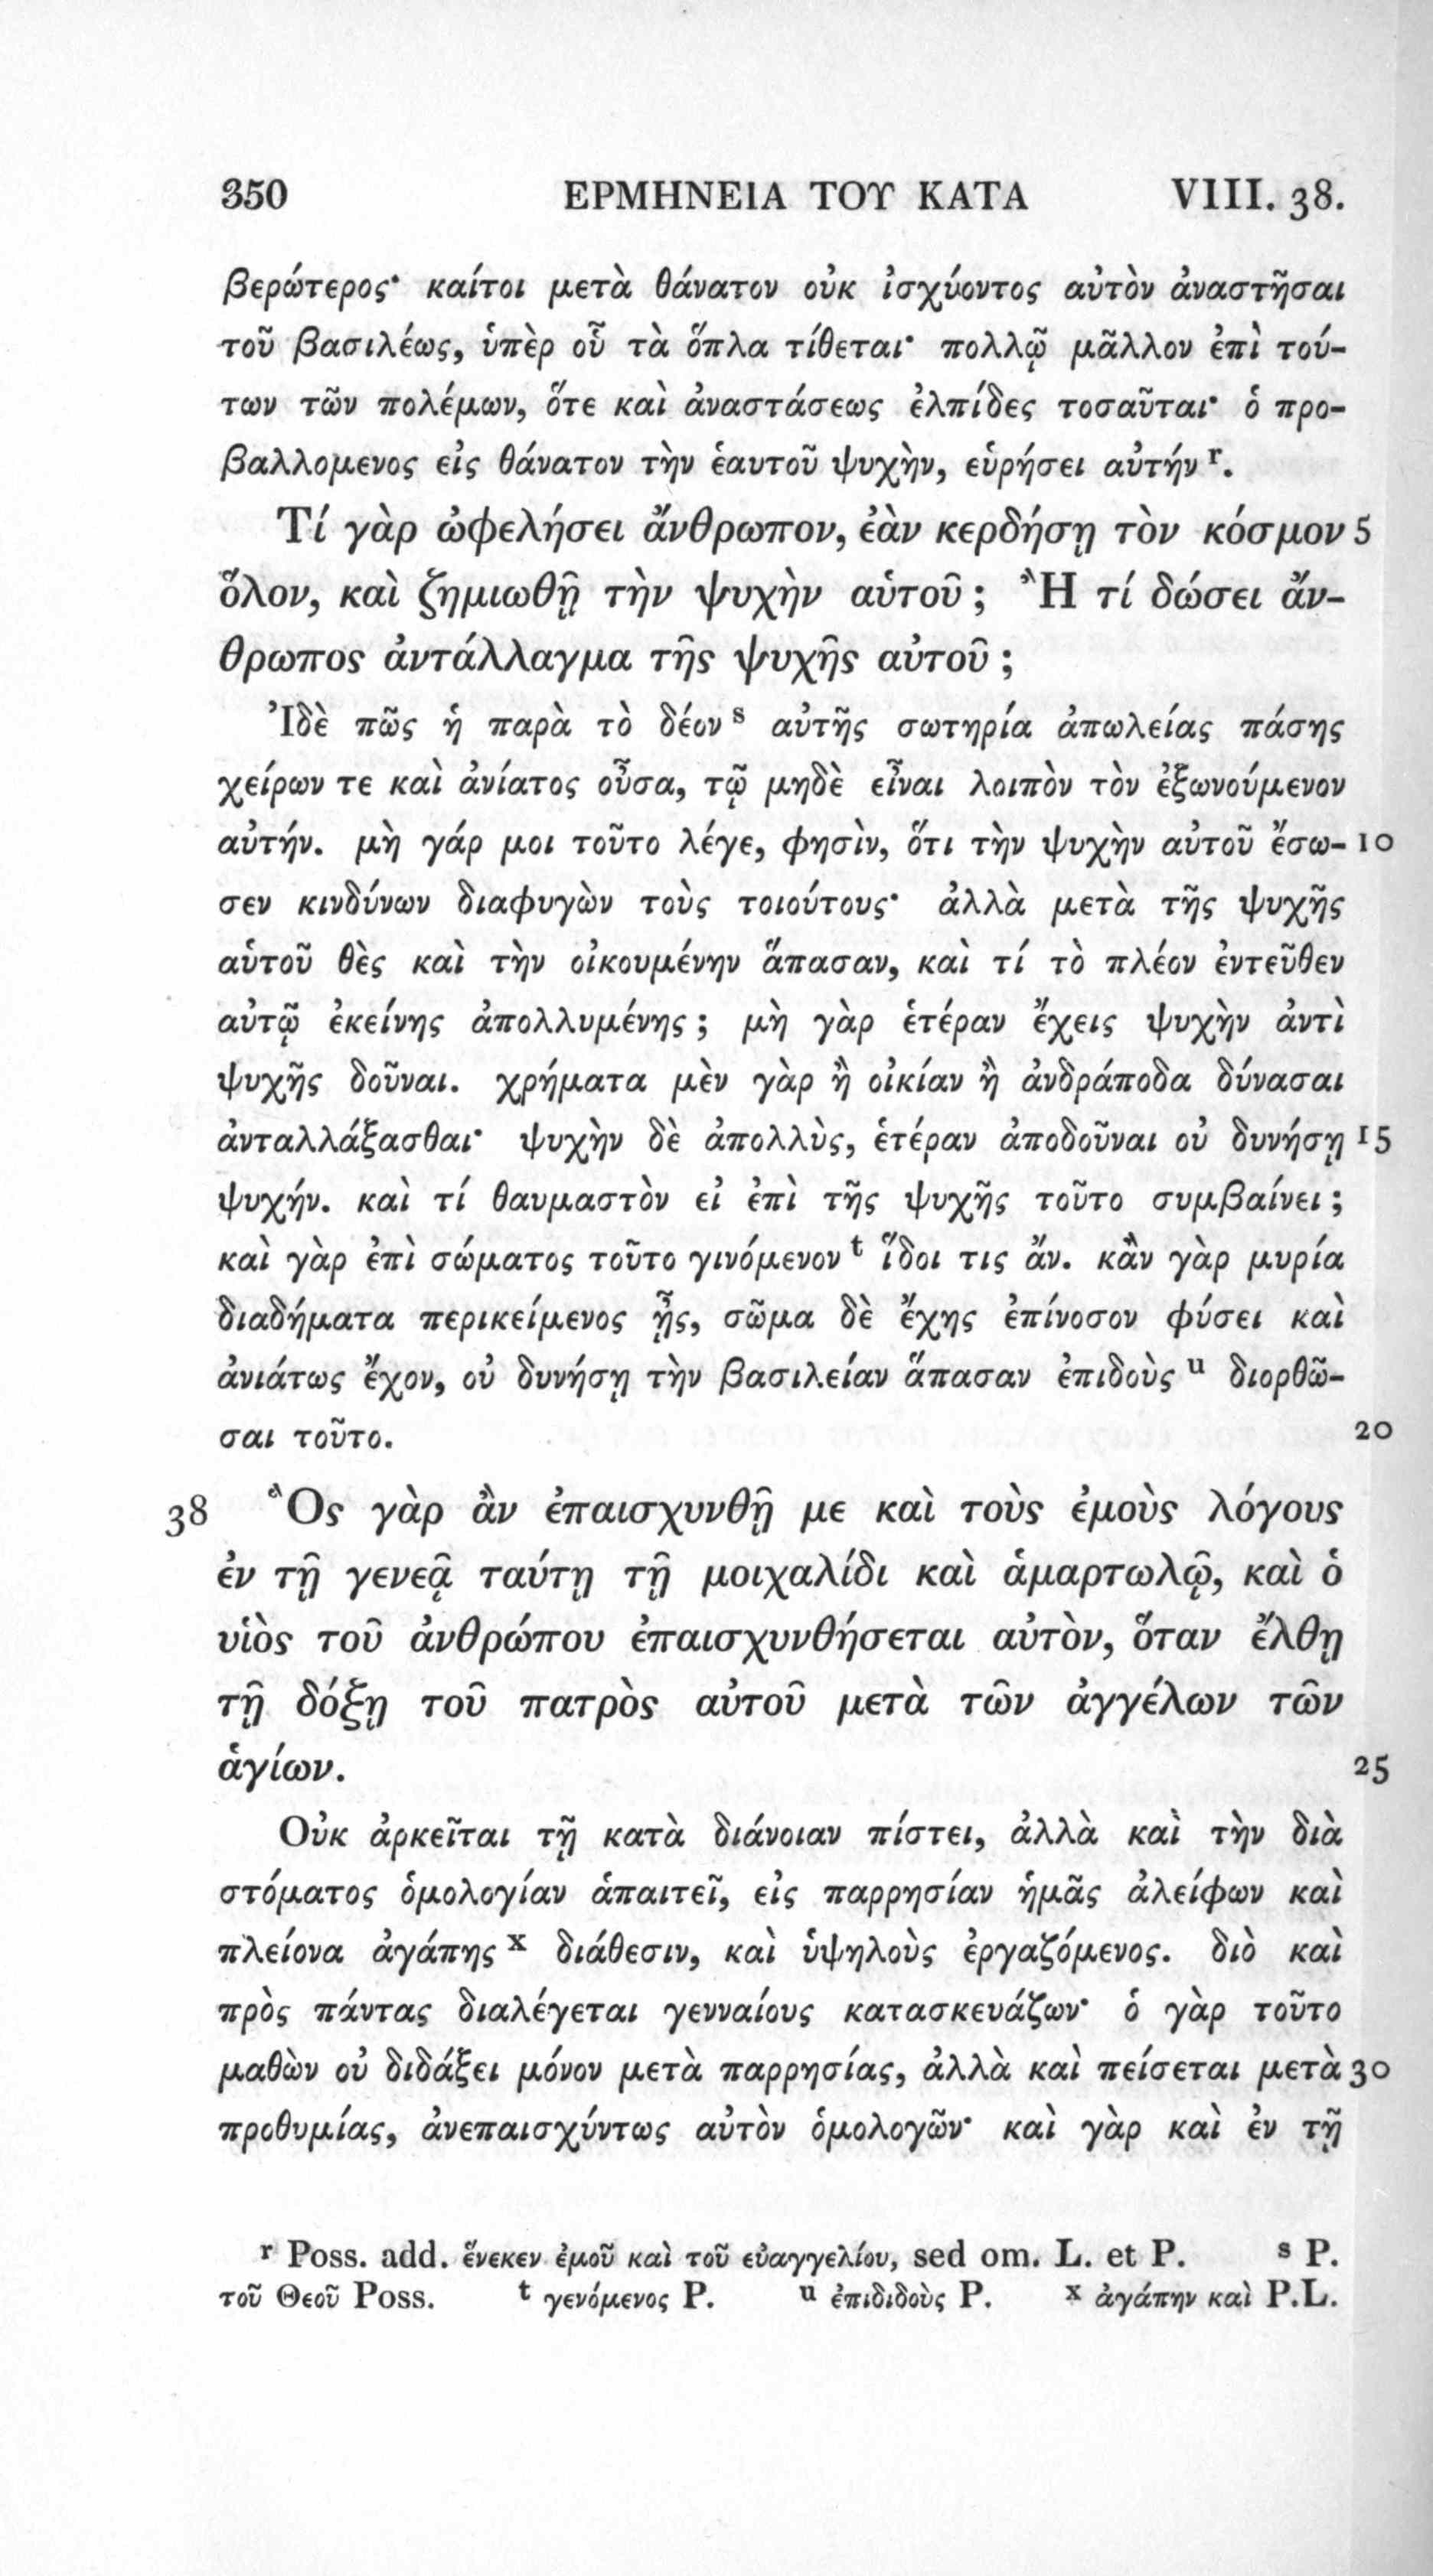 350 ΕΡΜΗΝΕΙΑ ΤΟΥ ΚΑΤΑ VIII. 38.
βερώτερος· καίτοι μετὰ θάνατον οὐκ ἰσχύοντος αὐτὸν ἀναστῆσαι
τοῦ βασιλέως, ὑπὲρ οὗ τὰ ὅπλα τίθεται· πολλῷ μᾶλλον ἐπὶ τού-
των τῶν πολέμων, ὅτε καὶ ἀναστάσεως ἐλπίδες τοσαῦται· ὁ προ-
βαλλομενος εἰς θάνατον τὴν ἑαυτοῦ ψυχὴν, εὑρήσει αὐτήν r.
Τί γὰρ ὠφελήσει ἄνθρωπον, ἐὰν κερδήσῃ τὸν κόσμον 5
ὅλον, καὶ ζημιωθῇ τὴν ψυχὴν αὑτοῦ ; Ἢ τί δώσει ἄν-
θρωπος ἀντάλλαγμα τῆς ψυχῆς αὐτοῦ ;
Ἰδὲ πῶς ἡ παρὰ τὸ δέον s αὐτῆς σωτηρία ἀπωλείας πάσης
χείρων τε καὶ ἀνίατος οὖσα, τῷ μηδὲ εἶναι λοιπὸν τὸν ἐξωνούμενον
αὐτήν. μὴ γάρ μοι τοῦτο λέγε, φησὶν, ὅτι τὴν ψυχὴν αὐτοῦ ἔσω- 10
σεν κινδύνων διαφυγὼν τοὺς τοιούτους· ἀλλὰ μετὰ τῆς ψυχῆς
αὑτοῦ θὲς καὶ τὴν οἰκουμένην ἅπασαν, καὶ τί τὸ πλέον ἐντεῦθεν
αὐτῷ ἐκείνης ἀπολλυμένης ; μὴ γὰρ ἑτέραν ἔχεις ψυχὴν ἀντὶ
ψυχῆς δοῦναι. χρήματα μὲν γὰρ ἢ οἰκίαν ἢ ἀνδράποδα δύνασαι
ἀνταλλάξασθαι· ψυχὴν δὲ ἀπολλὺς, ἑτέραν ἀποδοῦναι οὐ δυνήσῃ 15
ψυχήν. καὶ τί θαυμαστὸν εἰ ἐπὶ τῆς ψυχῆς τοῦτο συμβαίνει ;
καὶ γὰρ ἐπὶ σώματος τοῦτο γινόμενον t ἴδοι τις ἄν. κἂν γὰρ μυρία
διαδήματα περικείμενος ᾖς, σῶμα δὲ ἔχης ἐπίνοσον φύσει καὶ
ἀνιάτως ἔχον, οὐ δυνήσῃ τὴν βασιλείαν ἅπασαν ἐπιδοὺς u διορθῶ-
σαι τοῦτο. 20
38 Ὃς γὰρ ἂν ἐπαισχυνθῇ με καὶ τοὺς ἐμοὺς λόγους
ἐν τῇ γενεᾷ ταύτῃ τῇ μοιχαλίδι καὶ ἁμαρτωλῷ, καὶ ὁ
υἱὸς τοῦ ἀνθρώπου ἐπαισχυνθήσεται αὐτὸν, ὅταν ἔλθῃ
τῇ δόξῃ τοῦ πατρὸς αὐτοῦ μετὰ τῶν ἀγγέλων τῶν
ἁγίων. 25
Οὐκ ἀρκεῖται τῇ κατὰ διάνοιαν πίστει, ἀλλὰ καὶ τὴν διὰ
στόματος ὁμολογίαν ἀπαιτεῖ, εἰς παρρησίαν ἡμᾶς ἀλείφων καὶ
πλείονα ἀγάπης x διάθεσιν, καὶ ὑψηλοὺς ἐργαζόμενος. διὸ καὶ
πρὸς πάντας διαλέγεται γενναίους κατασκευάζων· ὁ γὰρ τοῦτο
μαθὼν οὐ διδάξει μόνον μετὰ παρρησίας, ἀλλὰ καὶ πείσεται μετὰ 30
προθυμίας, ἀνεπαισχύντως αὐτὸν ὁμολογῶν· καὶ γὰρ καὶ ἐν τῇ
r Poss. add. ἕνεκεν ἐμοῦ καὶ τοῦ εὐαγγελίου, sed om. L. et P. s P.
τοῦ Θεοῦ Poss. t γενόμενος P. u ἐπιδιδοὺς P. x ἀγάπην καὶ P.L.